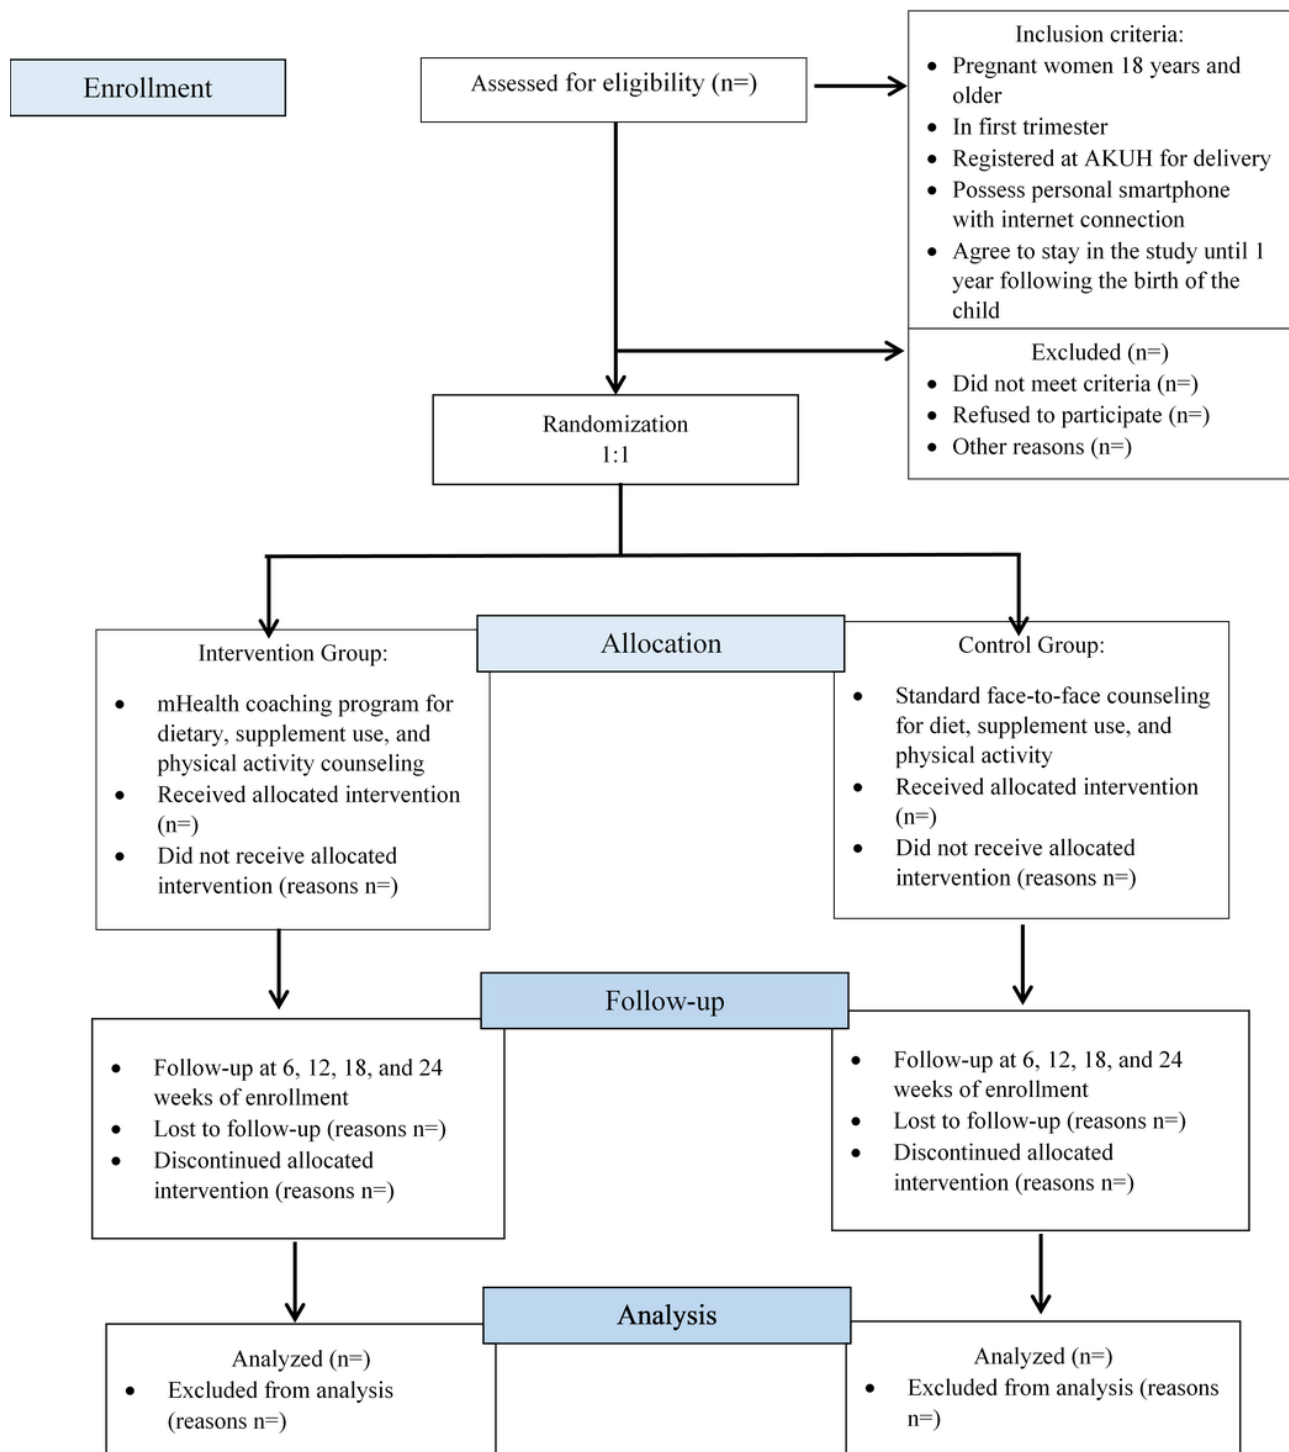 Enrollment
Assessed for eligibility (n=)
Inclusion criteria:
• Pregnant women 18 years and
older
• In first trimester
• Registered at AKUH for delivery
• Possess personal smartphone
with internet connection
• Agree to stay in the study until 1
year following the birth of the
child
Excluded (n=)
• Did not meet criteria (n=)
• Refused to participate (n=)
• Other reasons (n=)
Randomization
1:1
Allocation
Intervention Group:
• mHealth coaching program for
dietary, supplement use, and
physical activity counseling
• Received allocated intervention
(n=)
• Did not receive allocated
intervention (reasons n=)
Control Group:
• Standard face-to-face counseling
for diet, supplement use, and
physical activity
• Received allocated intervention
(n=)
• Did not receive allocated
intervention (reasons n=)
Follow-up
• Follow-up at 6, 12, 18, and 24
weeks of enrollment
• Lost to follow-up (reasons n=)
• Discontinued allocated
intervention (reasons n=)
• Follow-up at 6, 12, 18, and 24
weeks of enrollment
• Lost to follow-up (reasons n=)
• Discontinued allocated
intervention (reasons n=)
Analysis
Analyzed (n=)
• Excluded from analysis
(reasons n=)
Analyzed (n=)
• Excluded from analysis (reasons
n=)